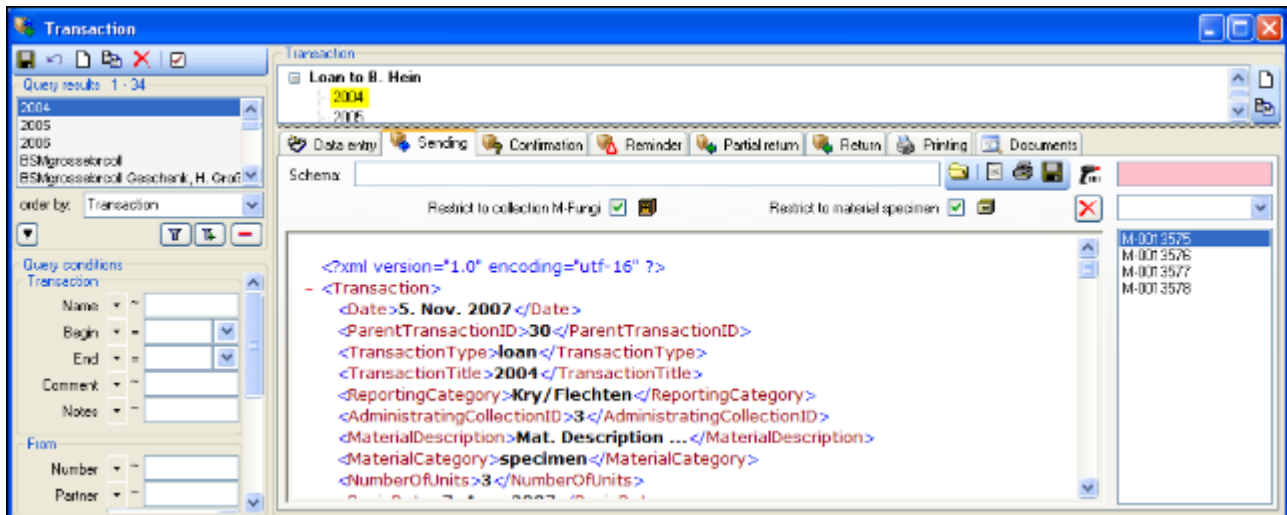 Transaction
Query results 1 - 34
2004
2005
2006
BSMgrossekrcoll
BSMgrossekrcoll Geschenk, H. Groß
order by: Transaction
Query conditions
Transaction
Name ~
Begin =
End =
Comment ~
Notes ~
From
Number ~
Partner ~
Transaction
Loan to B. Hein
2004
2005
Data entry Sending Confirmation Reminder Partial return Return Printing Documents
Schema:
Restrict to collection M-Fungi Restrict to material specimen
<?xml version="1.0" encoding="utf-16" ?>
- <Transaction>
<Date>5. Nov. 2007</Date>
<ParentTransactionID>30</ParentTransactionID>
<TransactionType>loan</TransactionType>
<TransactionTitle>2004</TransactionTitle>
<ReportingCategory>Kry/Flechten</ReportingCategory>
<AdministratingCollectionID>3</AdministratingCollectionID>
<MaterialDescription>Mat. Description ...</MaterialDescription>
<MaterialCategory>specimen</MaterialCategory>
<NumberOfUnits>3</NumberOfUnits>
M-0013575
M-0013576
M-0013577
M-0013578